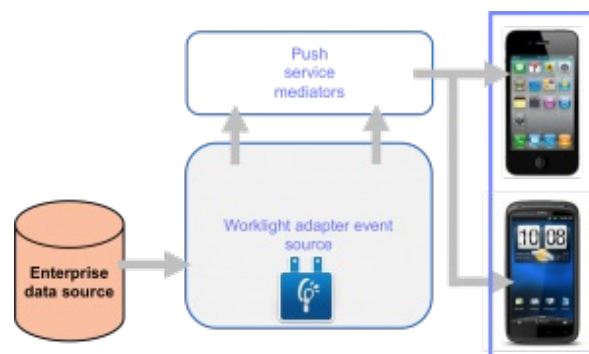 Push
service
mediators
Worklight adapter event
source
Enterprise
data source
10 08